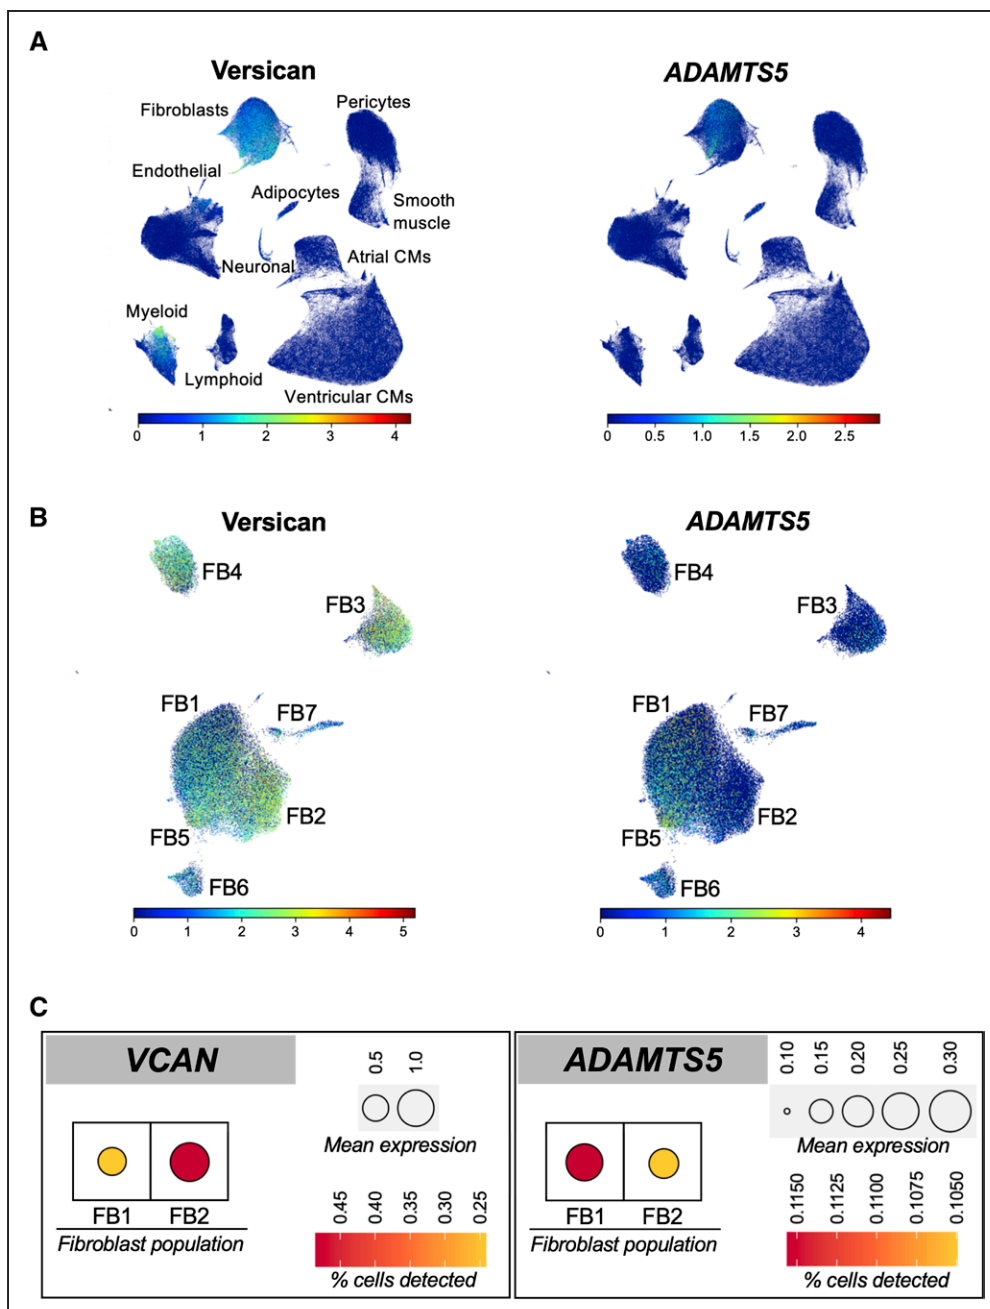 A
Versican
ADAMTS5
Fibroblasts
Pericytes
Endothelial
Adipocytes
Smooth
muscle
Neuronal
Atrial CMs
Myeloid
Lymphoid
Ventricular CMs
0 1 2 3 4
0 0.5 1.0 2.0 2.5
B
Versican
ADAMTS5
FB4
FB3
FB1
FB7
FB2
FB5
FB6
0 1 2 3 4 5
FB4
FB3
FB1
FB7
FB2
FB5
FB6
0 1 2 3 4
C
VCAN
0.5 1.0
Mean expression
FB1 FB2
Fibroblast population
0.45 0.40 0.35 0.30 0.25
% cells detected
ADAMTS5
0.10 0.15 0.20 0.25 0.30
Mean expression
FB1 FB2
Fibroblast population
0.1150 0.1125 0.1100 0.1075 0.1050
% cells detected